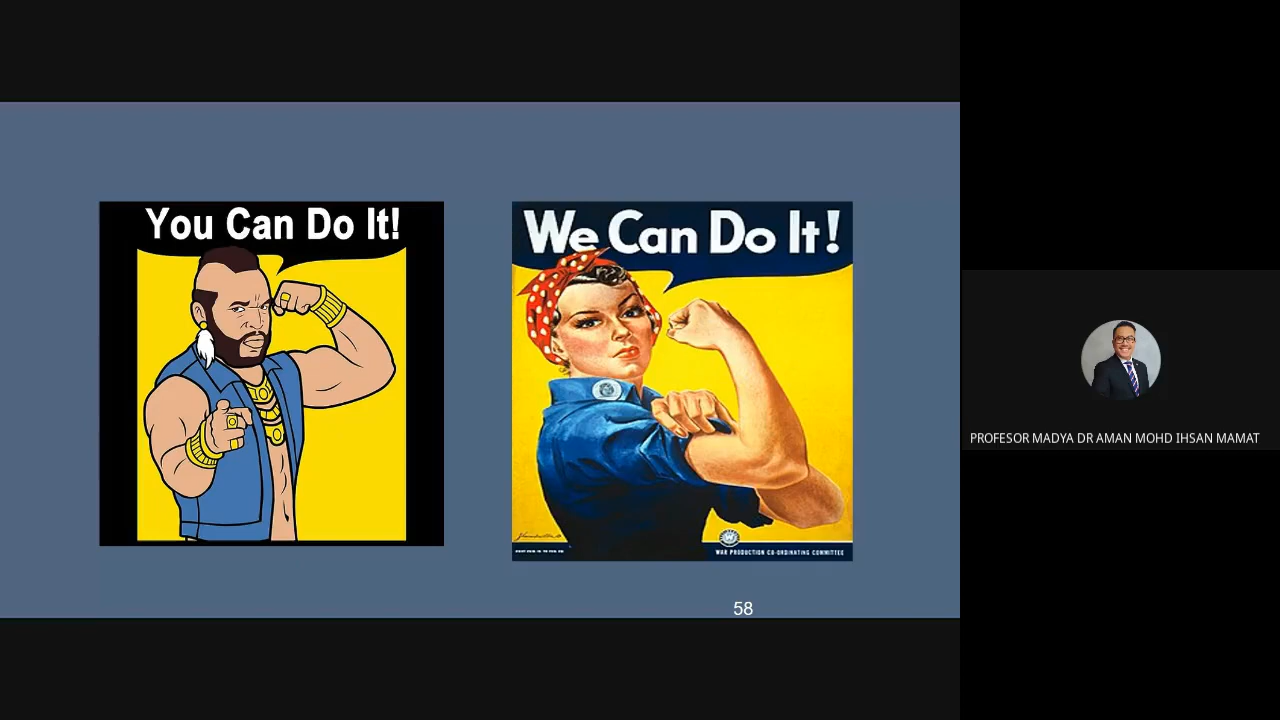 You Can Do It!
We Can Do It!
WAR PRODUCTION CO-ORDINATING COMMITTEE
58
PROFESOR MADYA DR AMAN MOHD IHSAN MAMAT